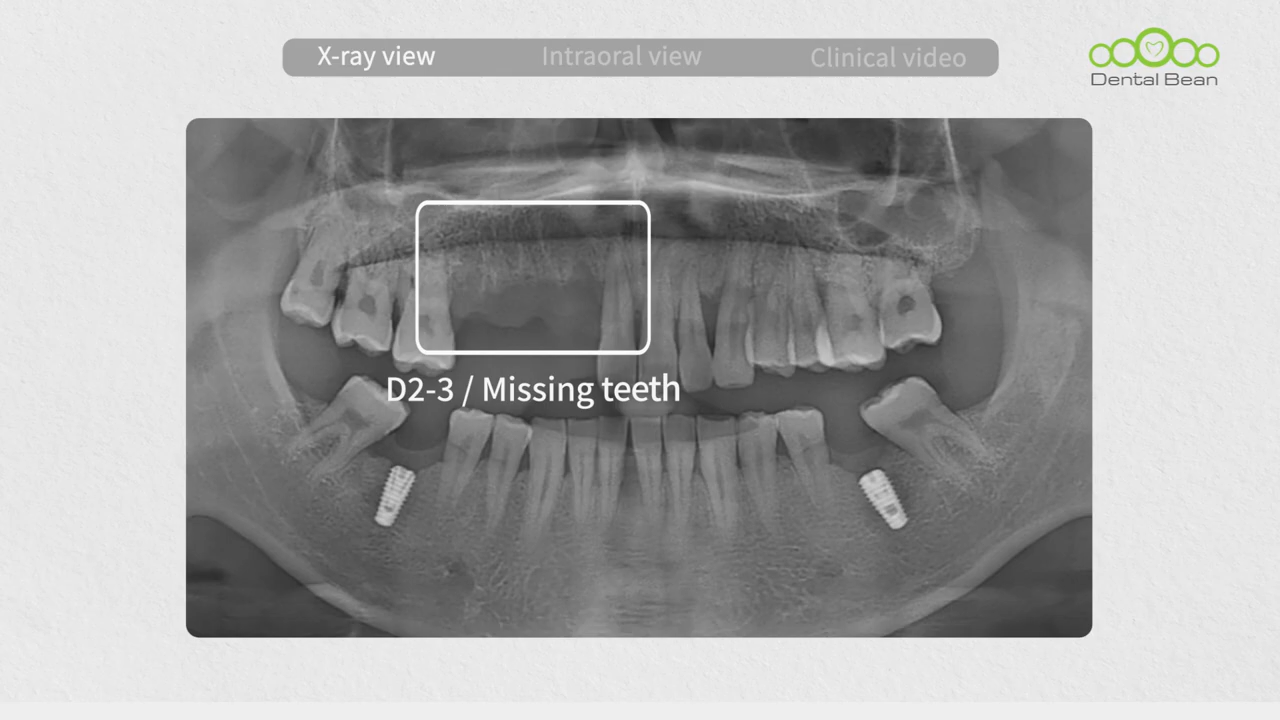 X-ray view
Intraoral view
Clinical video
Dental Bean
D2-3 / Missing teeth